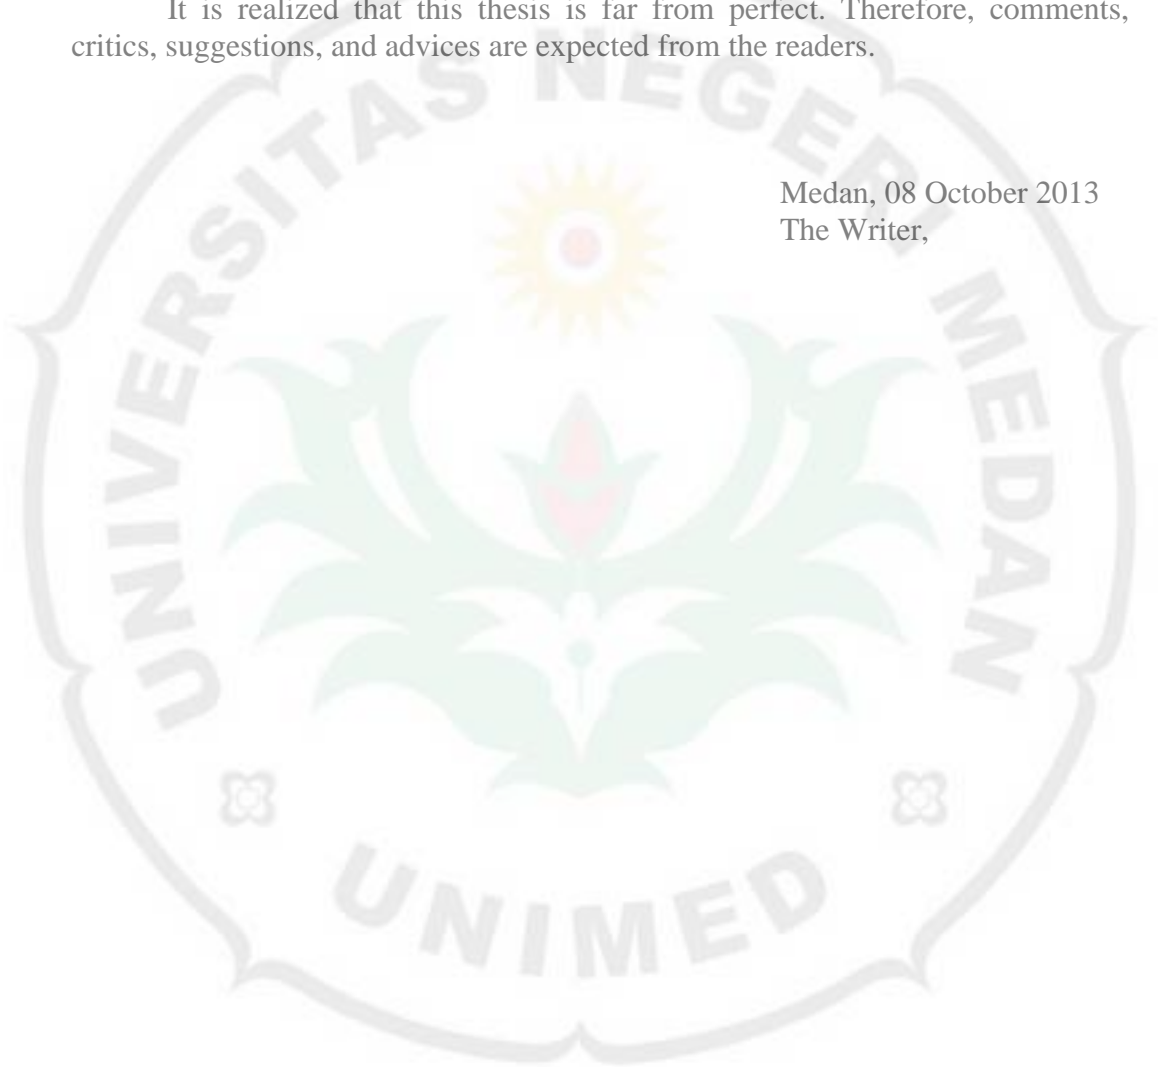 It is realized that this thesis is far from perfect. Therefore, comments,
critics, suggestions, and advices are expected from the readers.
Medan, 08 October 2013
The Writer,
UNIVERSITAS NEGERI MEDAN
UNIMED